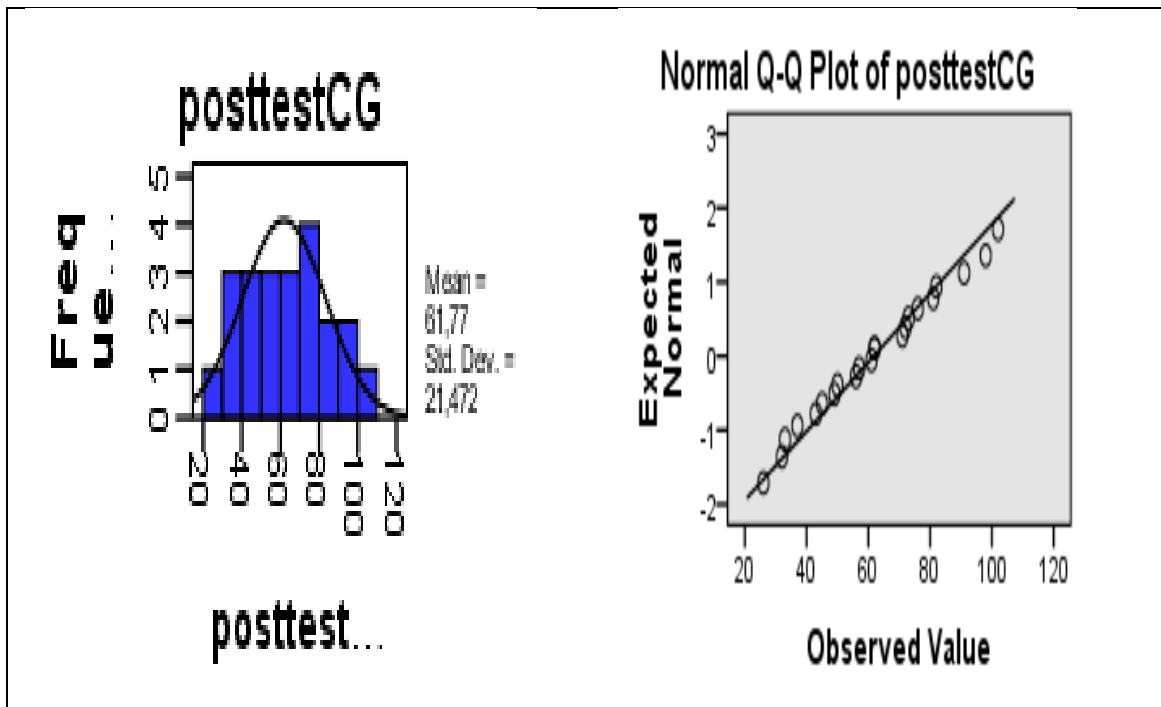 posttestCG
Freq
ue...
5
4
3
2
1
0
Mean =
61,77
Std. Dev. =
21,472
20
40
60
80
100
120
posttest...
Normal Q-Q Plot of posttestCG
Expected
Normal
3
2
1
0
-1
-2
20
40
60
80
100
120
Observed Value